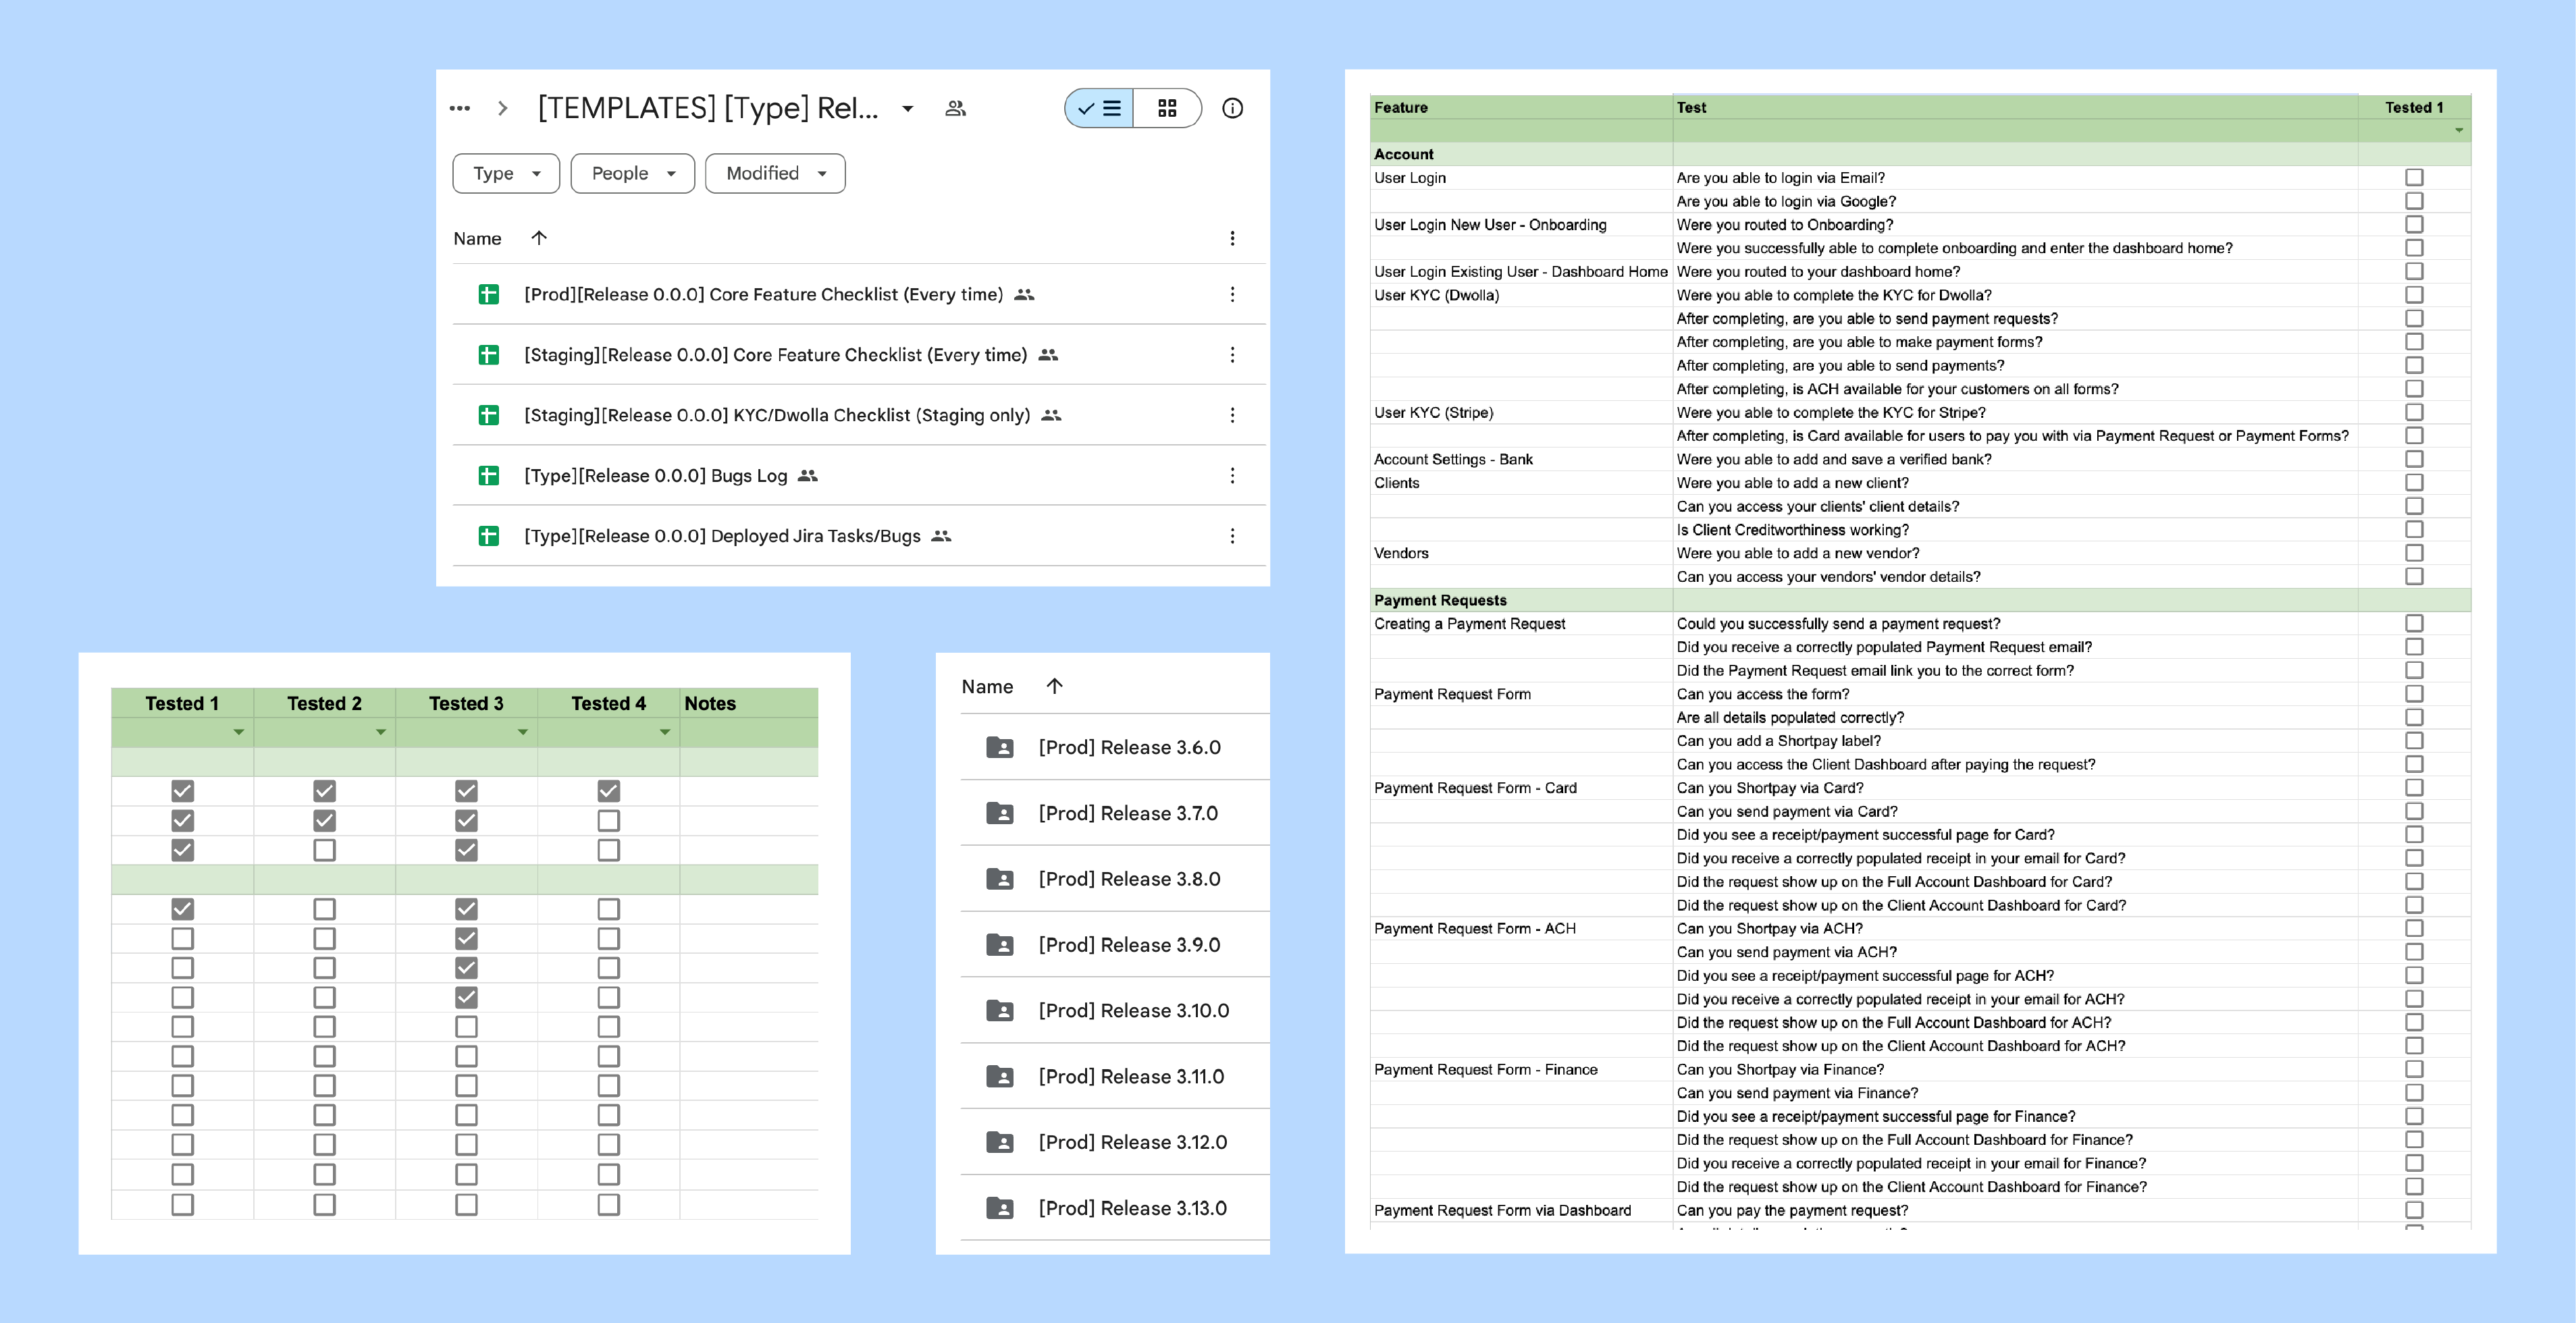 [TEMPLATES] [Type] Rel...
Type People Modified
Name
[Prod][Release 0.0.0] Core Feature Checklist (Every time)
[Staging][Release 0.0.0] Core Feature Checklist (Every time)
[Staging][Release 0.0.0] KYC/Dwolla Checklist (Staging only)
[Type][Release 0.0.0] Bugs Log
[Type][Release 0.0.0] Deployed Jira Tasks/Bugs
Tested 1 Tested 2 Tested 3 Tested 4 Notes
Name
[Prod] Release 3.6.0
[Prod] Release 3.7.0
[Prod] Release 3.8.0
[Prod] Release 3.9.0
[Prod] Release 3.10.0
[Prod] Release 3.11.0
[Prod] Release 3.12.0
[Prod] Release 3.13.0
Feature Test Tested 1
Account
User Login Are you able to login via Email?
Are you able to login via Google?
User Login New User - Onboarding Were you routed to Onboarding?
Were you successfully able to complete onboarding and enter the dashboard home?
User Login Existing User - Dashboard Home Were you routed to your dashboard home?
User KYC (Dwolla) Were you able to complete the KYC for Dwolla?
After completing, are you able to send payment requests?
After completing, are you able to make payment forms?
After completing, are you able to send payments?
After completing, is ACH available for your customers on all forms?
User KYC (Stripe) Were you able to complete the KYC for Stripe?
After completing, is Card available for users to pay you with via Payment Request or Payment Forms?
Account Settings - Bank Were you able to add and save a verified bank?
Clients Were you able to add a new client?
Can you access your clients' client details?
Is Client Creditworthiness working?
Vendors Were you able to add a new vendor?
Can you access your vendors' vendor details?
Payment Requests
Creating a Payment Request Could you successfully send a payment request?
Did you receive a correctly populated Payment Request email?
Did the Payment Request email link you to the correct form?
Payment Request Form Can you access the form?
Are all details populated correctly?
Can you add a Shortpay label?
Can you access the Client Dashboard after paying the request?
Payment Request Form - Card Can you Shortpay via Card?
Can you send payment via Card?
Did you see a receipt/payment successful page for Card?
Did you receive a correctly populated receipt in your email for Card?
Did the request show up on the Full Account Dashboard for Card?
Did the request show up on the Client Account Dashboard for Card?
Payment Request Form - ACH Can you Shortpay via ACH?
Can you send payment via ACH?
Did you see a receipt/payment successful page for ACH?
Did you receive a correctly populated receipt in your email for ACH?
Did the request show up on the Full Account Dashboard for ACH?
Did the request show up on the Client Account Dashboard for ACH?
Payment Request Form - Finance Can you Shortpay via Finance?
Can you send payment via Finance?
Did you see a receipt/payment successful page for Finance?
Did the request show up on the Full Account Dashboard for Finance?
Did you receive a correctly populated receipt in your email for Finance?
Did the request show up on the Client Account Dashboard for Finance?
Payment Request Form via Dashboard Can you pay the payment request?